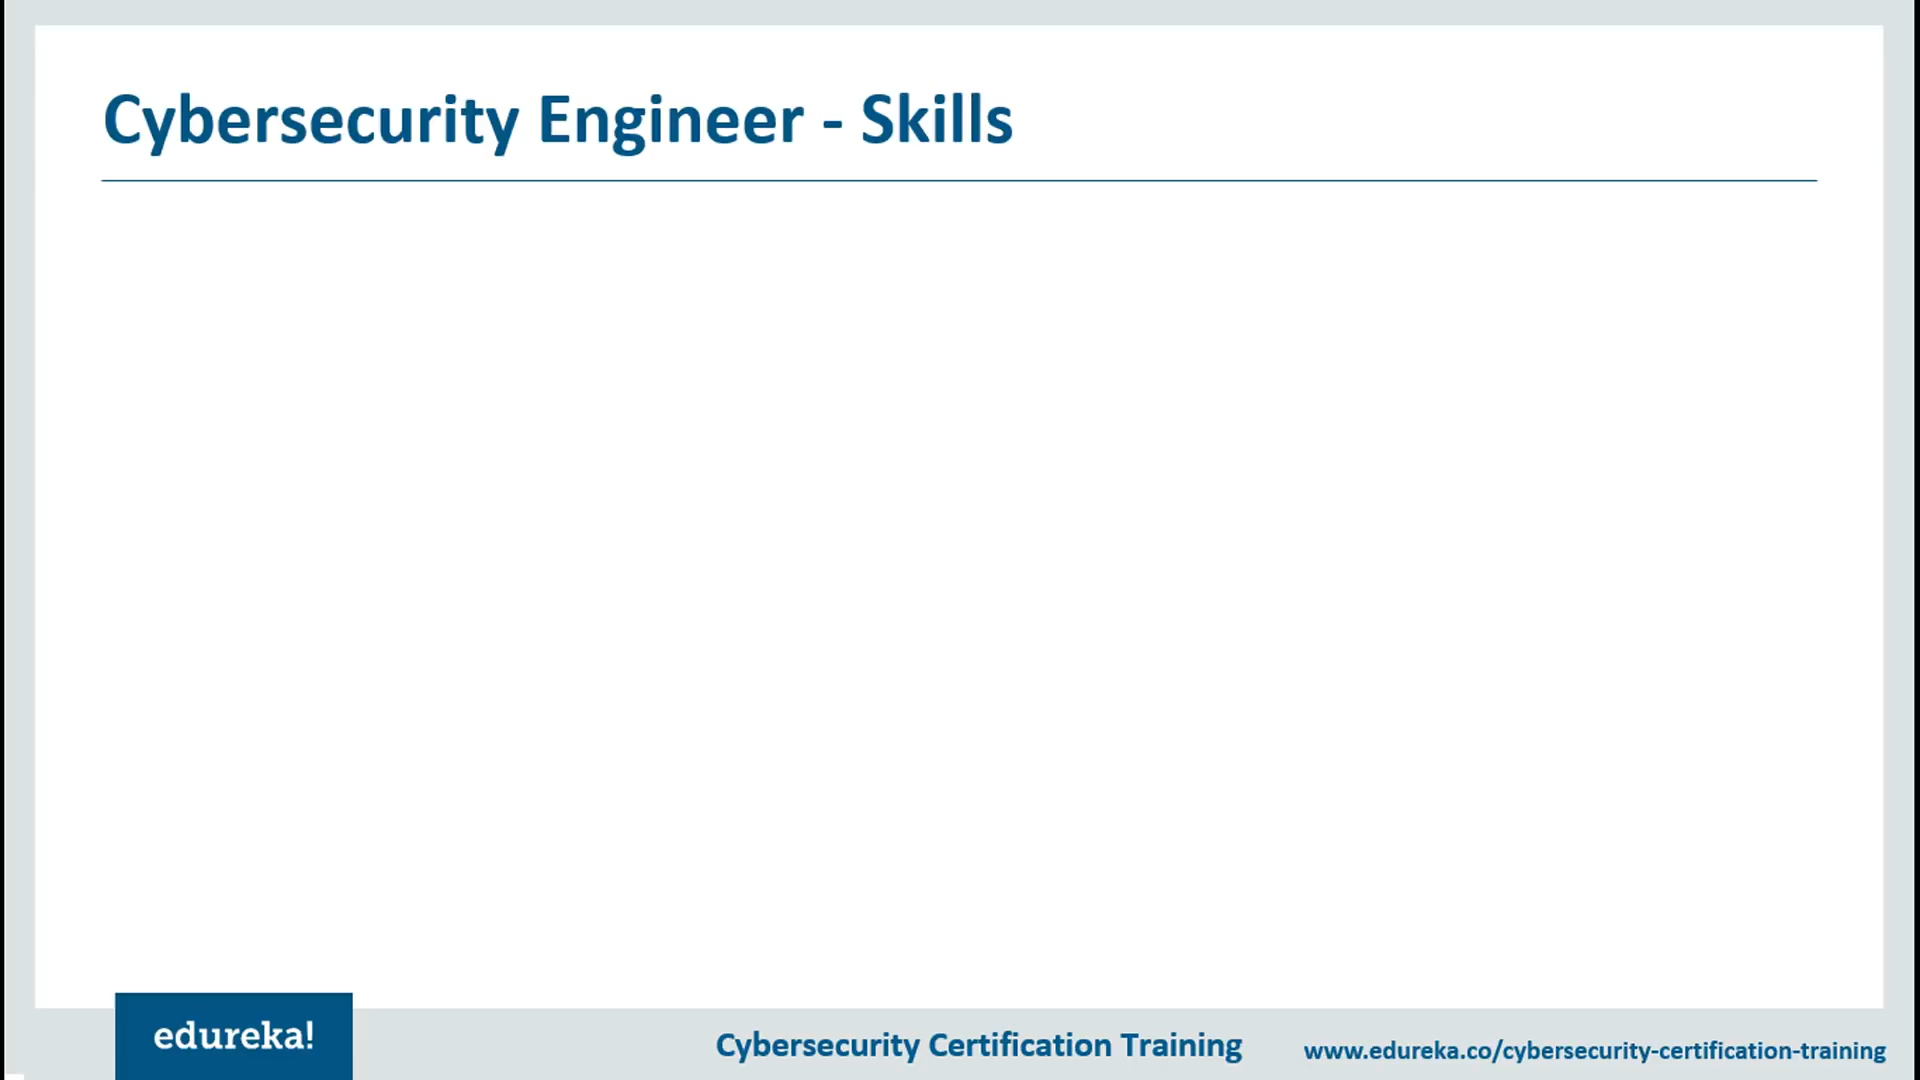 Cybersecurity Engineer - Skills
edureka!
Cybersecurity Certification Training
www.edureka.co/cybersecurity-certification-training